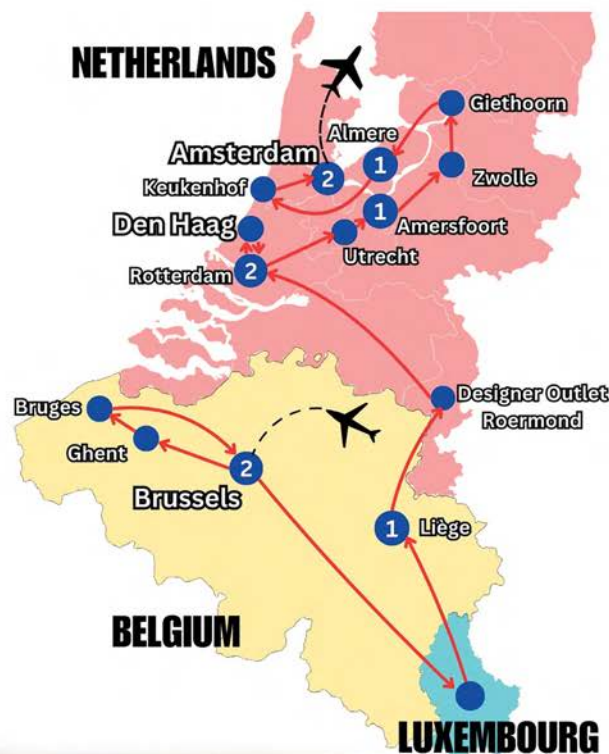 NETHERLANDS
Giethoorn
Almere
Amsterdam
2
1
Zwolle
Keukenhof
1
Amersfoort
Den Haag
Utrecht
Rotterdam
2
Designer Outlet
Roermond
Bruges
Ghent
2
Brussels
1
Liège
BELGIUM
LUXEMBOURG